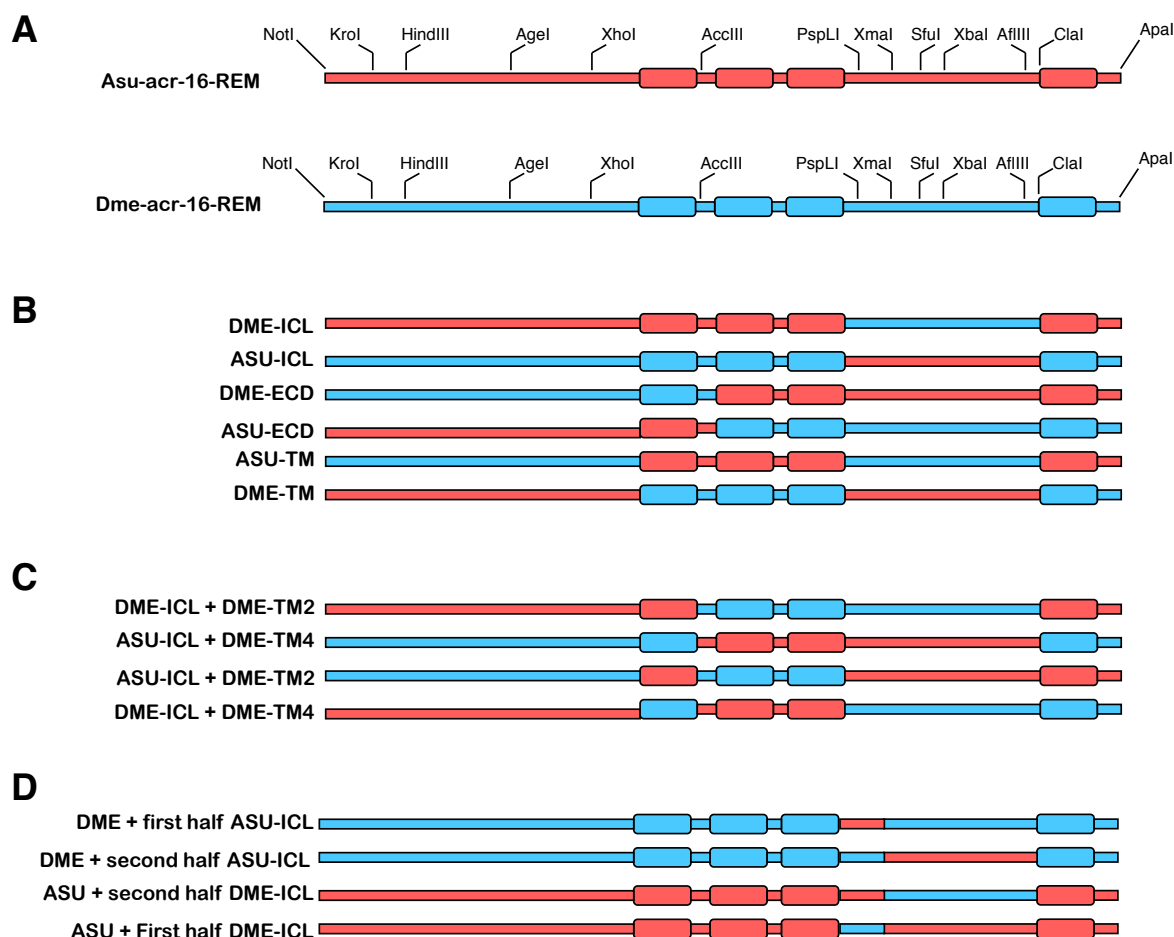 A
NotI KroI HindIII AgeI XhoI AccIII PspLI XmaI SfuI XbaI AflIII ClaI ApaI
Asu-acr-16-REM
NotI KroI HindIII AgeI XhoI AccIII PspLI XmaI SfuI XbaI AflIII ClaI ApaI
Dme-acr-16-REM
B
DME-ICL
ASU-ICL
DME-ECD
ASU-ECD
ASU-TM
DME-TM
C
DME-ICL + DME-TM2
ASU-ICL + DME-TM4
ASU-ICL + DME-TM2
DME-ICL + DME-TM4
D
DME + first half ASU-ICL
DME + second half ASU-ICL
ASU + second half DME-ICL
ASU + First half DME-ICL